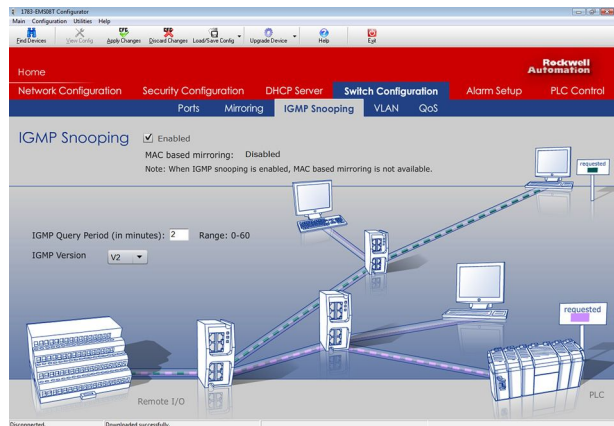 1783-EMS08T Configurator
Main Configuration Utilities Help
Find Devices View Config Apply Changes Discard Changes Load/Save Config Upgrade Device Help Exit
Rockwell
Automation
Home
Network Configuration Security Configuration DHCP Server Switch Configuration Alarm Setup PLC Control
Ports Mirroring IGMP Snooping VLAN QoS
IGMP Snooping Enabled
MAC based mirroring: Disabled
Note: When IGMP snooping is enabled, MAC based mirroring is not available.
requested
IGMP Query Period (in minutes): 2 Range: 0-60
IGMP Version V2
requested
Remote I/O
PLC
Disconnected Downloaded successfully